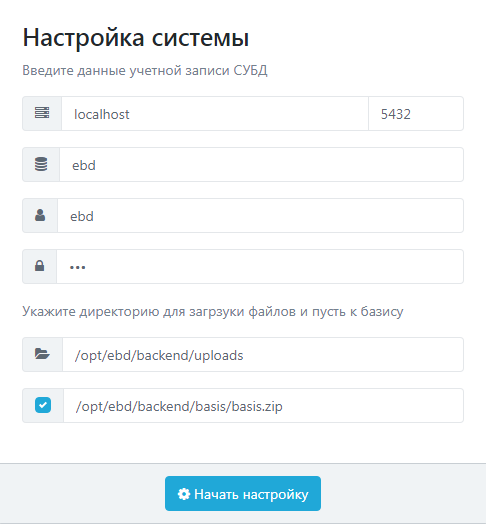 Настройка системы
Введите данные учетной записи СУБД
localhost 5432
ebd
ebd
•••
Укажите директорию для загрзуки файлов и пусть к базису
/opt/ebd/backend/uploads
/opt/ebd/backend/basis/basis.zip
Начать настройку